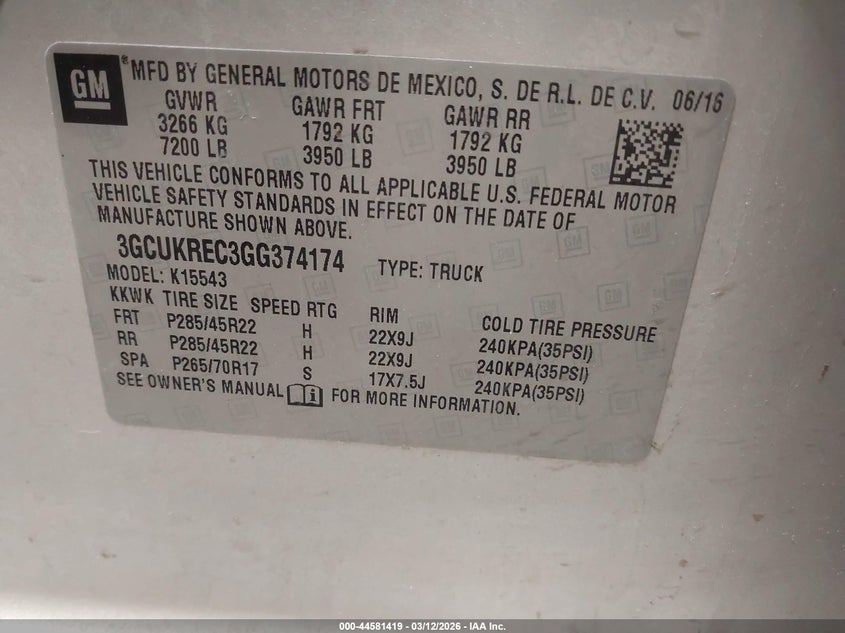 GM
® MFD BY GENERAL MOTORS DE MEXICO, S. DE R.L. DE C.V. 06/16
GVWR GAWR FRT GAWR RR
3266 KG 1792 KG 1792 KG
7200 LB 3950 LB 3950 LB
THIS VEHICLE CONFORMS TO ALL APPLICABLE U.S. FEDERAL MOTOR
VEHICLE SAFETY STANDARDS IN EFFECT ON THE DATE OF
MANUFACTURE SHOWN ABOVE.
3GCUKREC3GG374174 TYPE: TRUCK
MODEL: K15543
KKWK TIRE SIZE SPEED RTG RIM COLD TIRE PRESSURE
FRT P285/45R22 H 22X9J 240KPA(35PSI)
RR P285/45R22 H 22X9J 240KPA(35PSI)
SPA P265/70R17 S 17X7.5J 240KPA(35PSI)
SEE OWNER'S MANUAL i FOR MORE INFORMATION.
000-44581419 - 03/12/2026 - IAA Inc.